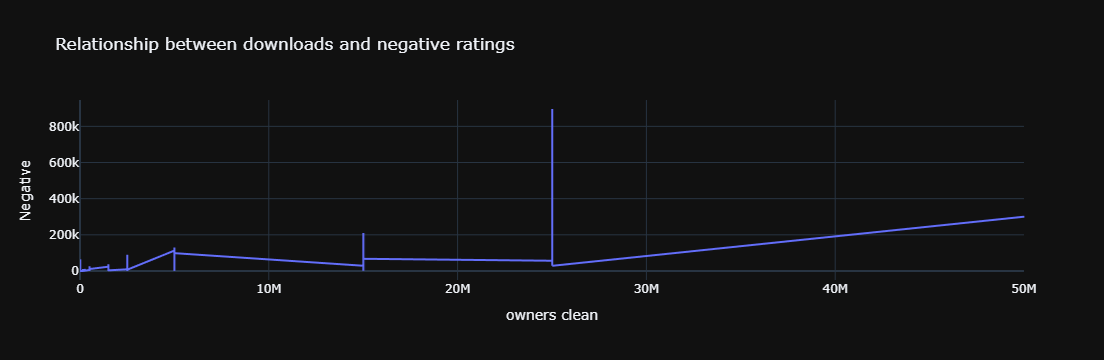 Relationship between downloads and negative ratings
800k
600k
400k
200k
0
Negative
0 10M 20M 30M 40M 50M
owners clean